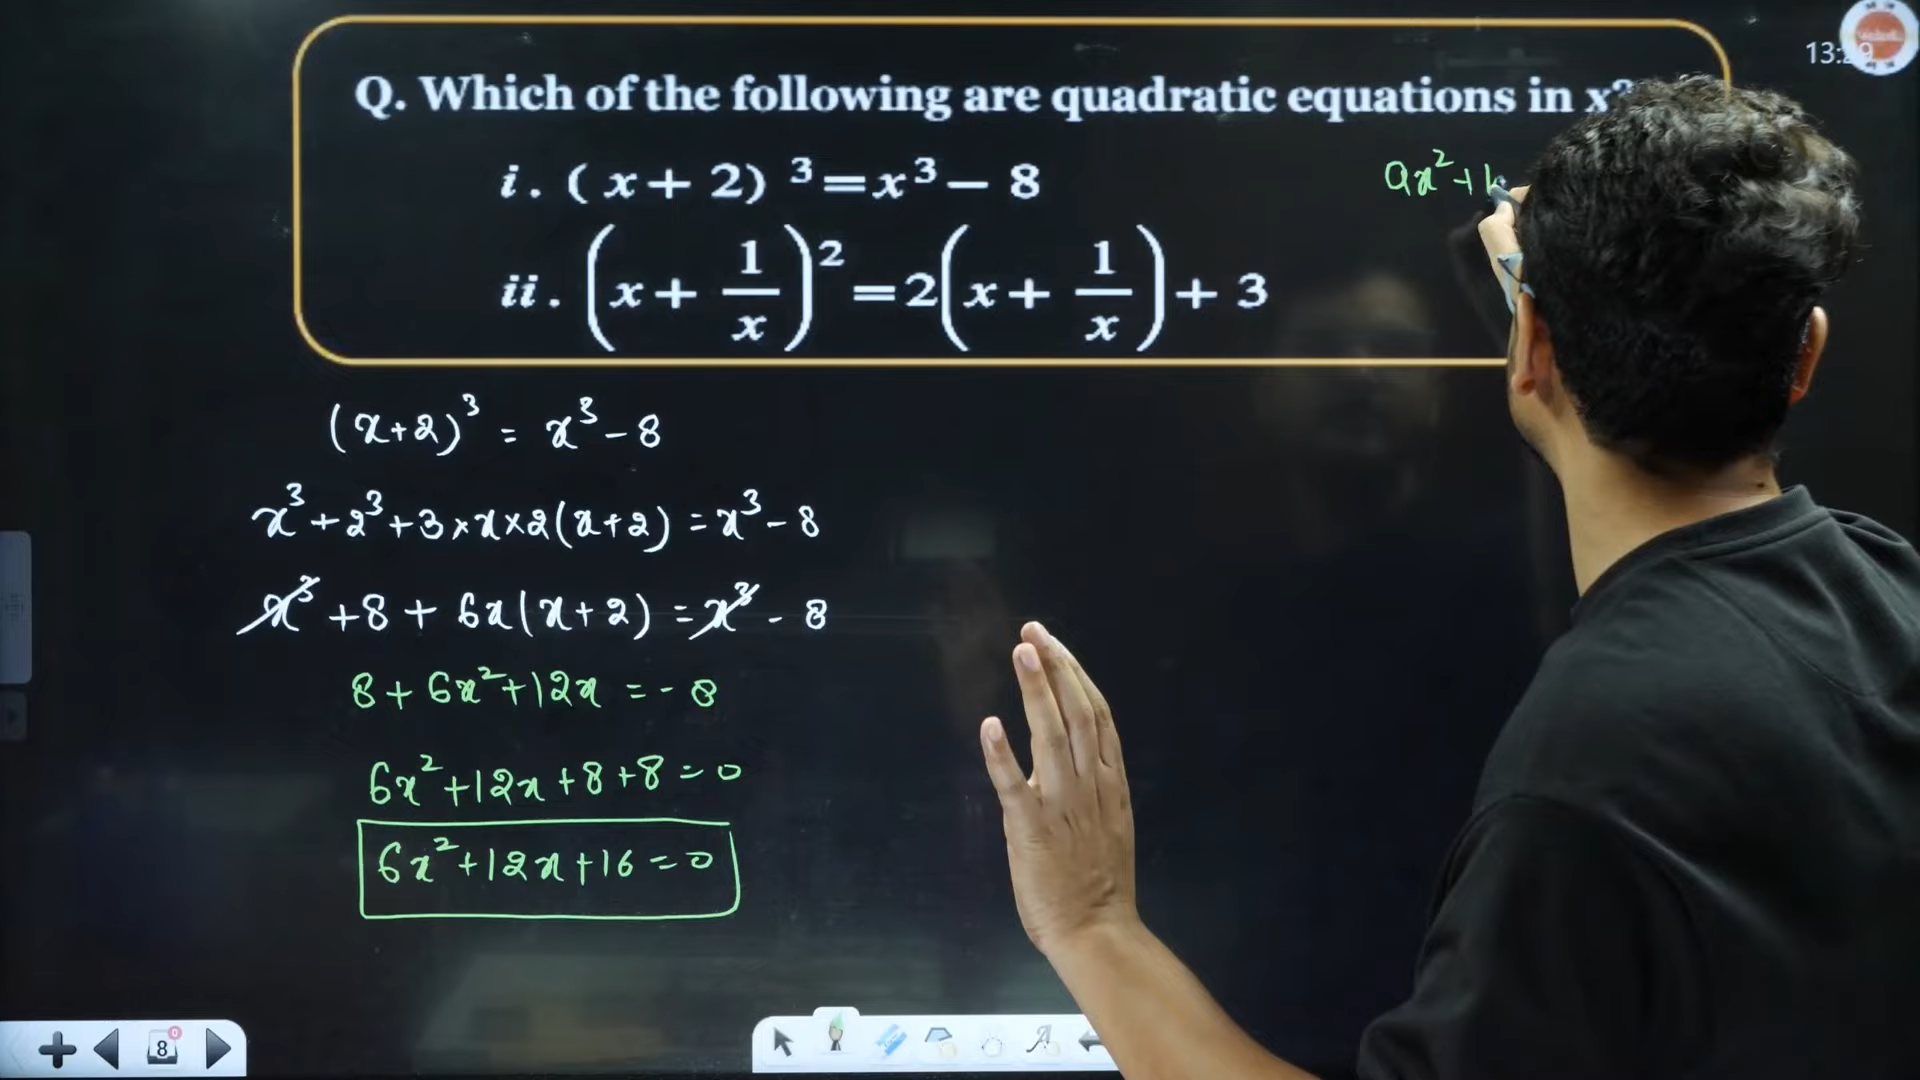 Q. Which of the following are quadratic equations in x?
i. (x + 2)³ = x³ − 8
ax² +
ii. (x + 1/x)² = 2(x + 1/x) + 3
(x+2)³ = x³ − 8
x³ + 2³ + 3 × x × 2(x+2) = x³ − 8
x³ + 8 + 6x(x+2) = x³ − 8
8 + 6x² + 12x = − 8
6x² + 12x + 8 + 8 = 0
6x² + 12x + 16 = 0
0
8